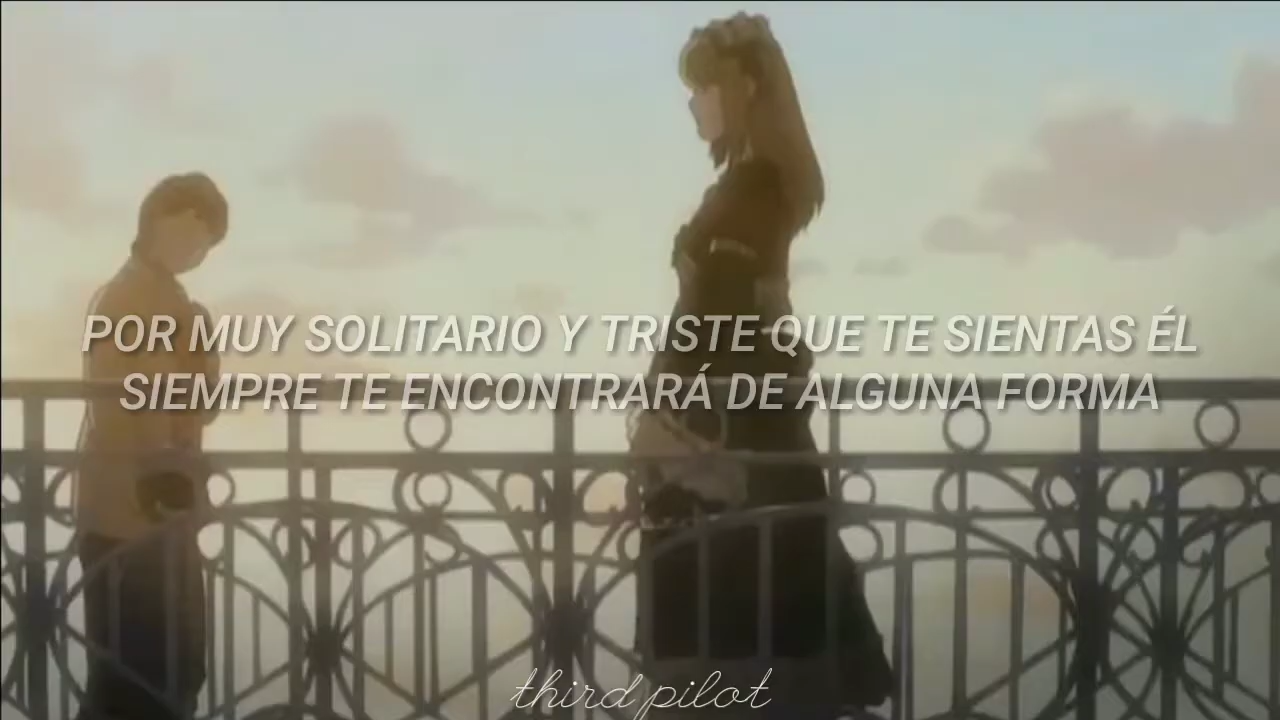 POR MUY SOLITARIO Y TRISTE QUE TE SIENTAS ÉL
SIEMPRE TE ENCONTRARÁ DE ALGUNA FORMA
third pilot